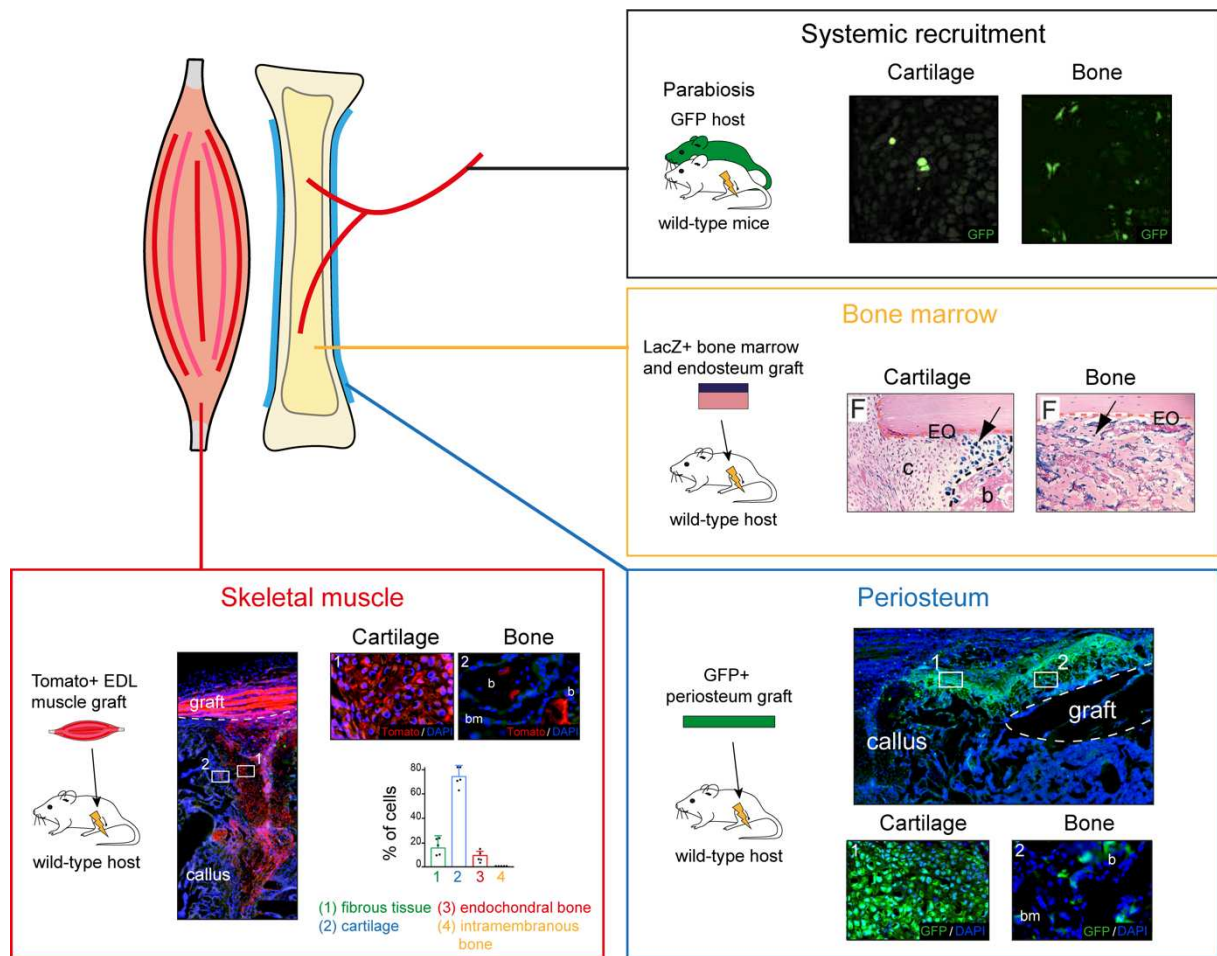 Systemic recruitment
Parabiosis
GFP host
wild-type mice
Cartilage
GFP
Bone
GFP
Bone marrow
LacZ+ bone marrow
and endosteum graft
wild-type host
Cartilage
F
EO
c
b
Bone
F
EO
Skeletal muscle
Tomato+ EDL
muscle graft
wild-type host
graft
1
2
callus
Cartilage
1
Tomato / DAPI
Bone
2
b
b
bm
Tomato / DAPI
% of cells
80
60
40
20
0
1 2 3 4
(1) fibrous tissue (3) endochondral bone
(2) cartilage (4) intramembranous
bone
Periosteum
GFP+
periosteum graft
wild-type host
1
2
graft
callus
Cartilage
1
GFP / DAPI
Bone
2
b
bm
GFP / DAPI